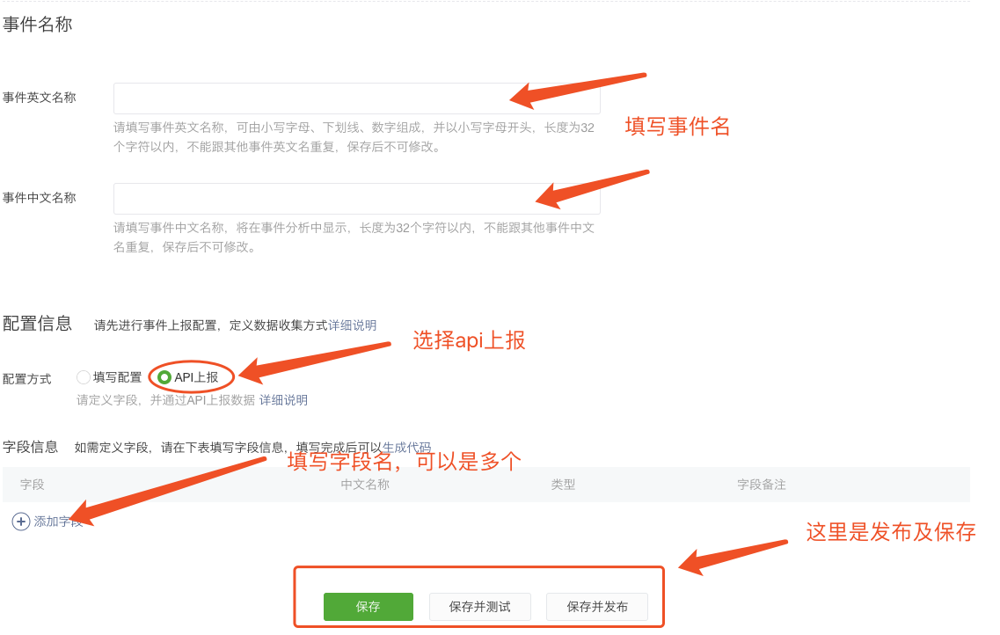 事件名称
事件英文名称
请填写事件英文名称，可由小写字母、下划线、数字组成，并以小写字母开头，长度为32
个字符以内，不能跟其他事件英文名重复，保存后不可修改。
填写事件名
事件中文名称
请填写事件中文名称，将在事件分析中显示，长度为32个字符以内，不能跟其他事件中文
名重复，保存后不可修改。
配置信息 请先进行事件上报配置，定义数据收集方式详细说明
选择api上报
配置方式 填写配置 API上报
请定义字段，并通过API上报数据 详细说明
字段信息 如需定义字段，请在下表填写字段信息，填写完成后可以生成代码
填写字段名，可以是多个
字段 中文名称 类型 字段备注
添加字段
这里是发布及保存
保存 保存并测试 保存并发布